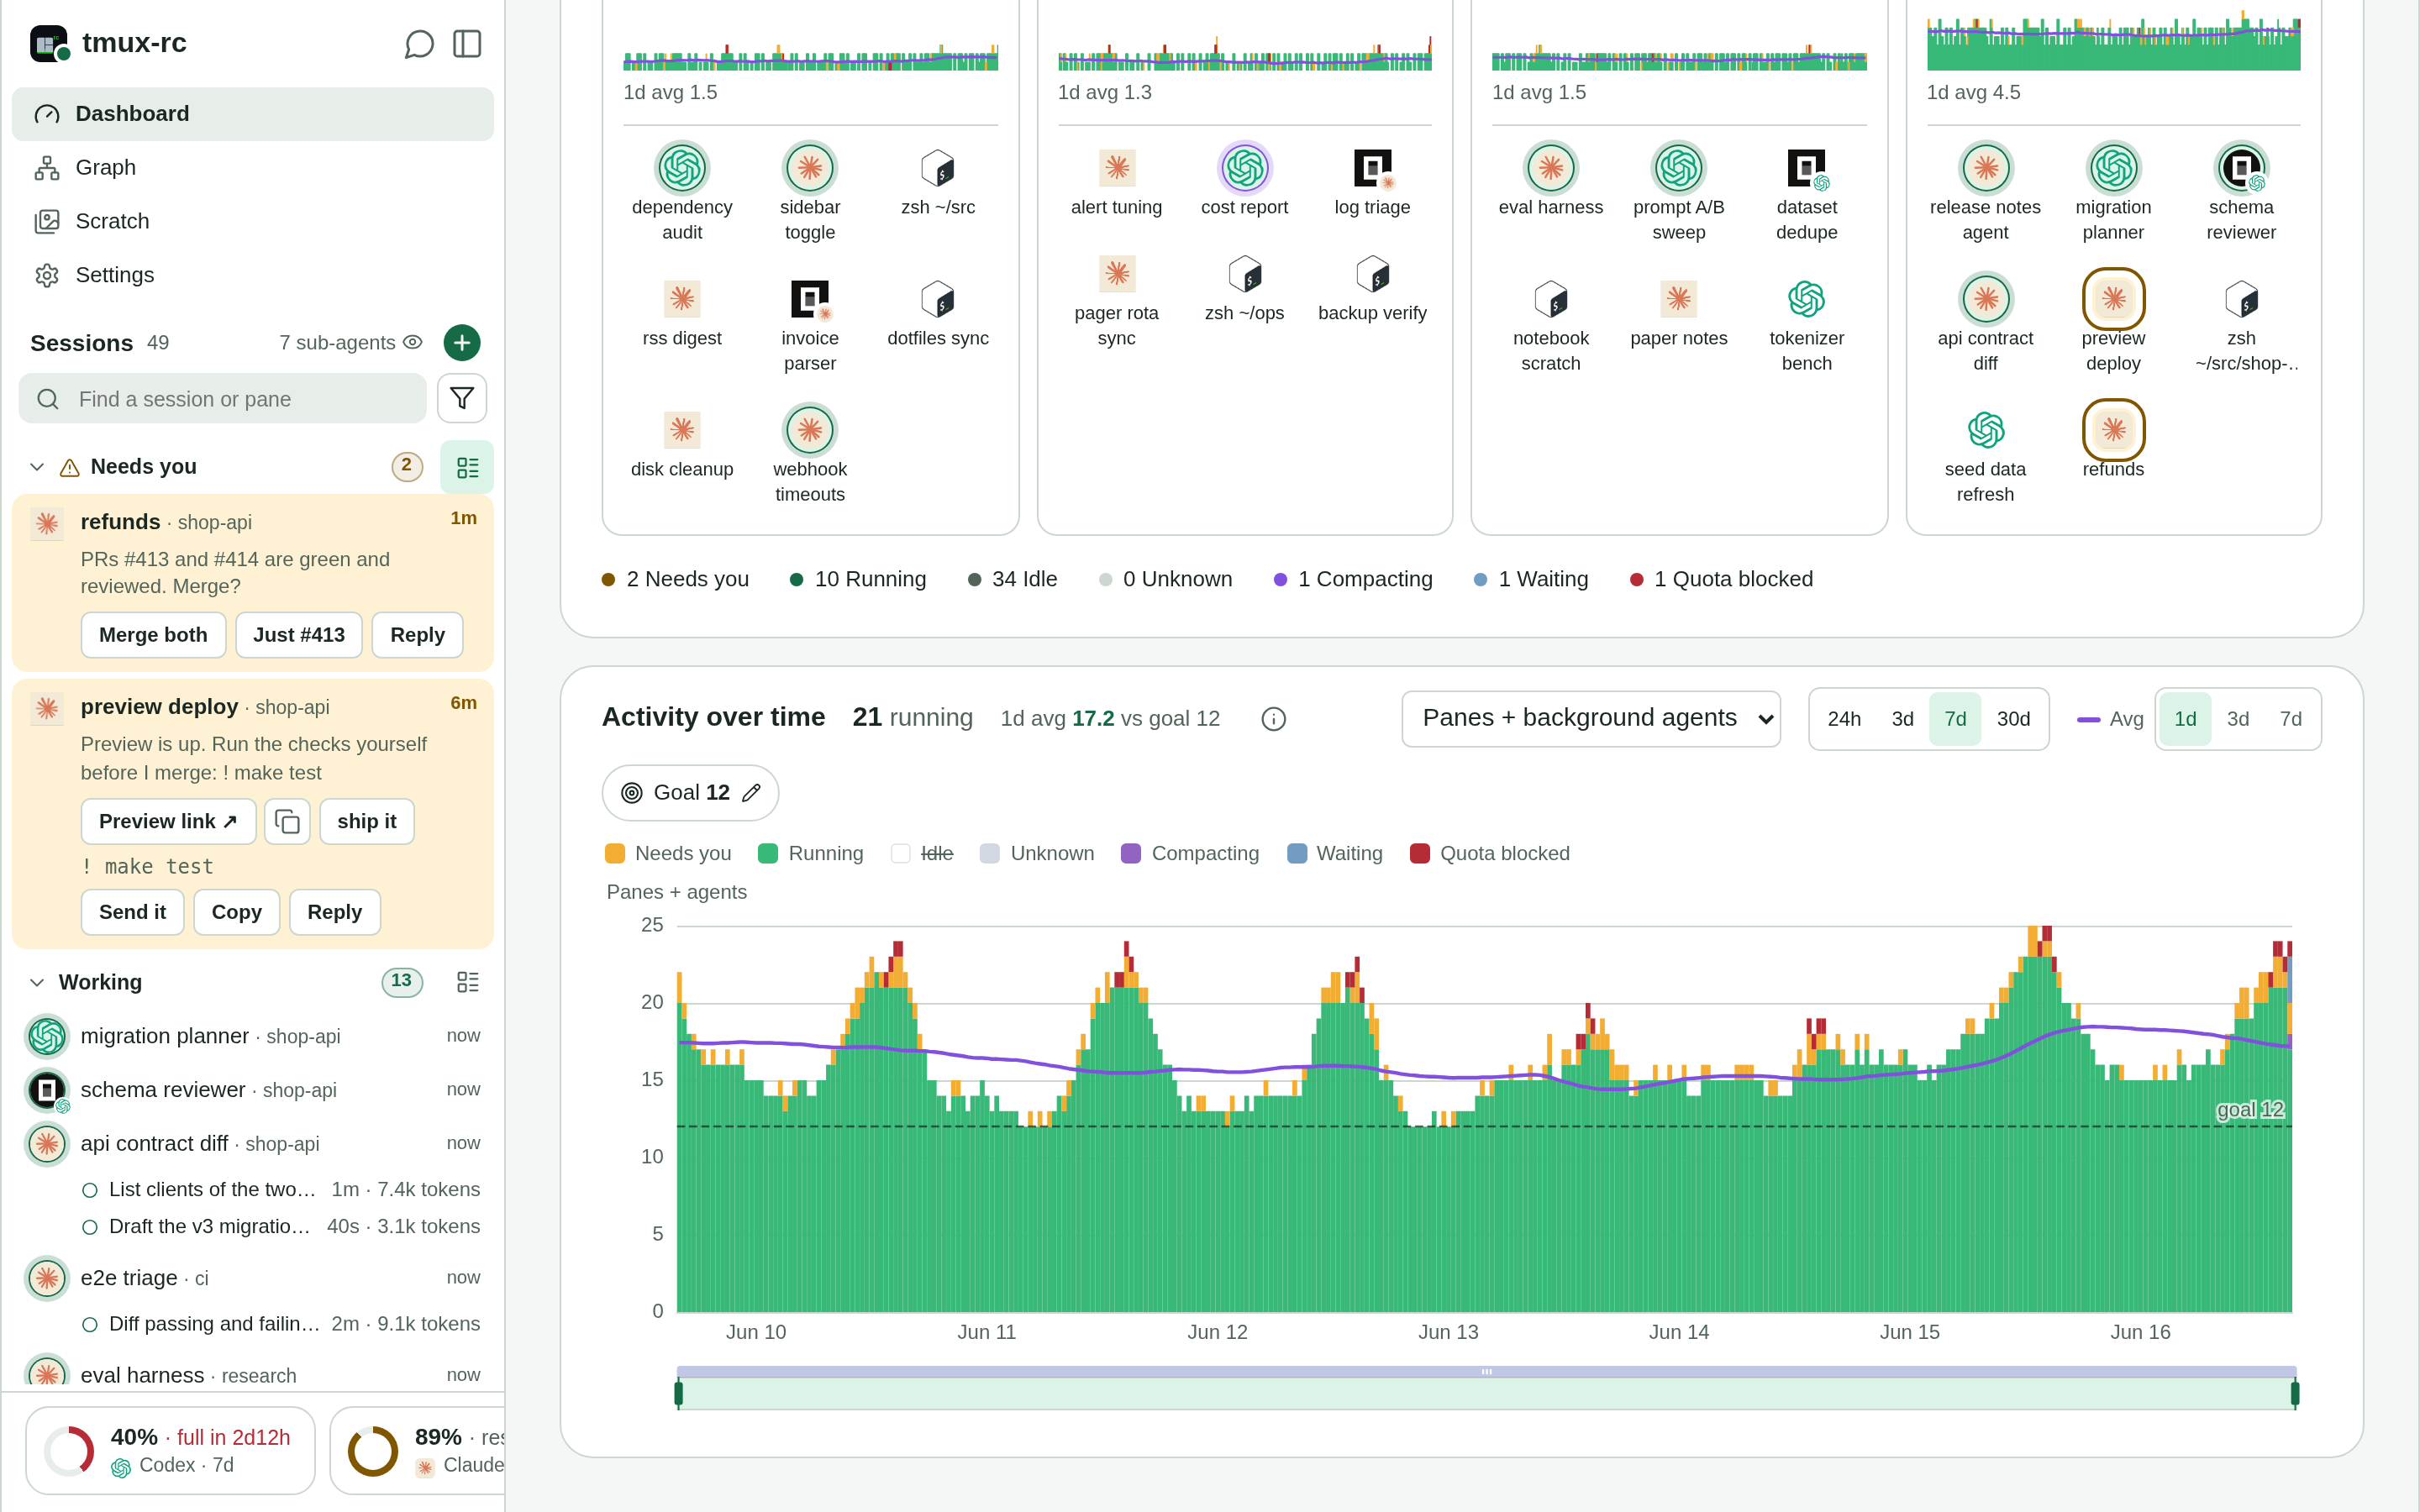 tmux-rc
Dashboard
Graph
Scratch
Settings
Sessions 49 7 sub-agents
Find a session or pane
Needs you 2
refunds · shop-api 1m
PRs #413 and #414 are green and
reviewed. Merge?
Merge both Just #413 Reply
preview deploy · shop-api 6m
Preview is up. Run the checks yourself
before I merge: ! make test
Preview link ↗ ship it
! make test
Send it Copy Reply
Working 13
migration planner · shop-api now
schema reviewer · shop-api now
api contract diff · shop-api now
List clients of the two… 1m · 7.4k tokens
Draft the v3 migratio… 40s · 3.1k tokens
e2e triage · ci now
Diff passing and failin… 2m · 9.1k tokens
eval harness · research now
40% · full in 2d12h
Codex · 7d
89% · res
Claude
1d avg 1.5
dependency
audit
sidebar
toggle
zsh ~/src
rss digest
invoice
parser
dotfiles sync
disk cleanup
webhook
timeouts
1d avg 1.3
alert tuning
cost report
log triage
pager rota
sync
zsh ~/ops
backup verify
1d avg 1.5
eval harness
prompt A/B
sweep
dataset
dedupe
notebook
scratch
paper notes
tokenizer
bench
1d avg 4.5
release notes
agent
migration
planner
schema
reviewer
api contract
diff
preview
deploy
zsh
~/src/shop-..
seed data
refresh
refunds
2 Needs you 10 Running 34 Idle 0 Unknown 1 Compacting 1 Waiting 1 Quota blocked
Activity over time 21 running 1d avg 17.2 vs goal 12 Panes + background agents 24h 3d 7d 30d Avg 1d 3d 7d
Goal 12
Needs you Running Idle Unknown Compacting Waiting Quota blocked
Panes + agents
25
20
15
goal 12
10
5
0
Jun 10 Jun 11 Jun 12 Jun 13 Jun 14 Jun 15 Jun 16